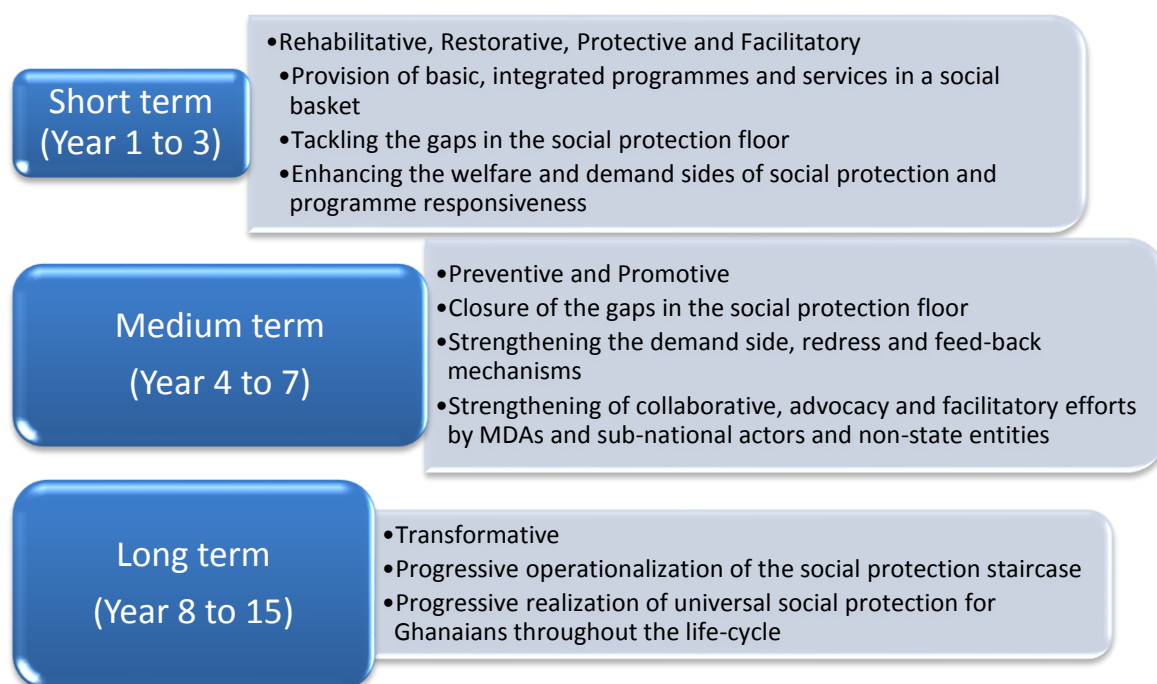 Short term
(Year 1 to 3)
•Rehabilitative, Restorative, Protective and Facilitatory
•Provision of basic, integrated programmes and services in a social
basket
•Tackling the gaps in the social protection floor
•Enhancing the welfare and demand sides of social protection and
programme responsiveness
Medium term
(Year 4 to 7)
•Preventive and Promotive
•Closure of the gaps in the social protection floor
•Strengthening the demand side, redress and feed-back
mechanisms
•Strengthening of collaborative, advocacy and facilitatory efforts
by MDAs and sub-national actors and non-state entities
Long term
(Year 8 to 15)
•Transformative
•Progressive operationalization of the social protection staircase
•Progressive realization of universal social protection for
Ghanaians throughout the life-cycle